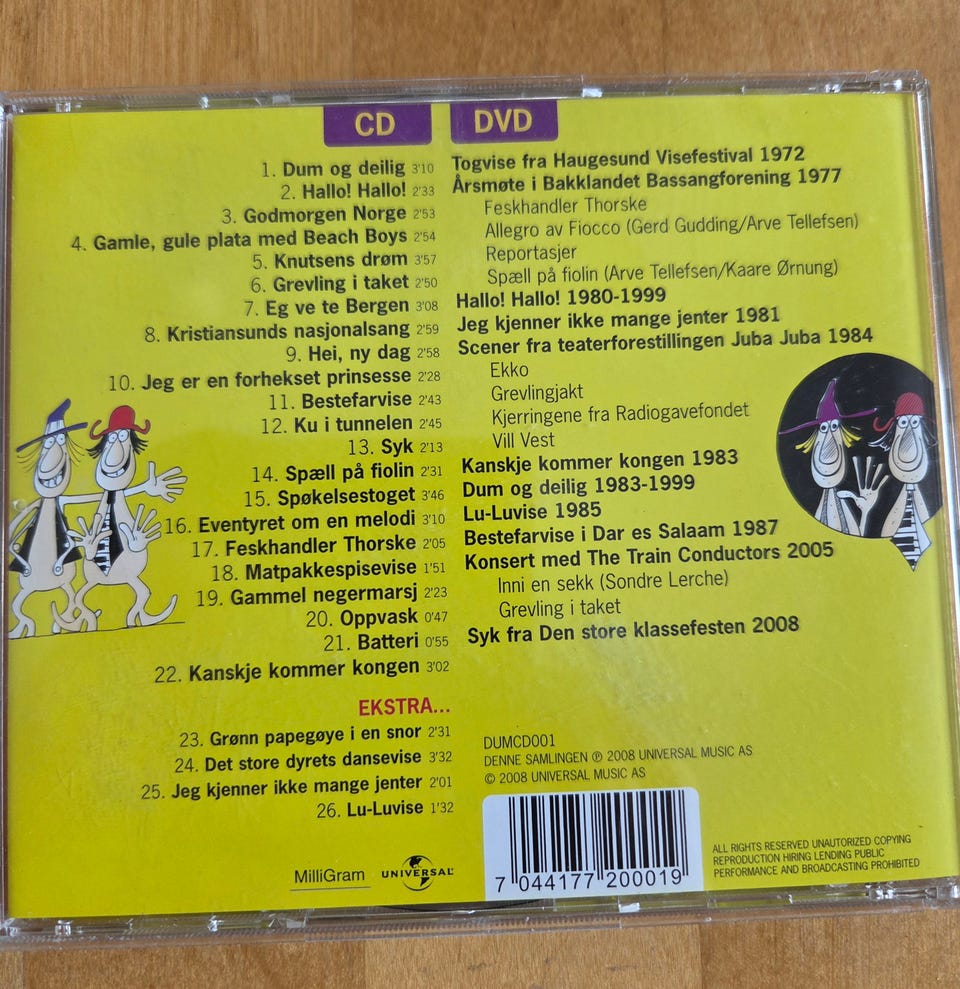 CD
1. Dum og deilig 3'10
2. Hallo! Hallo! 2'33
3. Godmorgen Norge 2'53
4. Gamle, gule plata med Beach Boys 2'54
5. Knutsens drøm 3'57
6. Grevling i taket 2'50
7. Eg ve te Bergen 3'08
8. Kristiansunds nasjonalsang 2'59
9. Hei, ny dag 2'58
10. Jeg er en forhekset prinsesse 2'28
11. Bestefarvise 2'43
12. Ku i tunnelen 2'45
13. Syk 2'13
14. Spæll på fiolin 2'31
15. Spøkelsestoget 3'46
16. Eventyret om en melodi 3'10
17. Feskhandler Thorske 2'05
18. Matpakkespisevise 1'51
19. Gammel negermarsj 2'23
20. Oppvask 0'47
21. Batteri 0'55
22. Kanskje kommer kongen 3'02
EKSTRA...
23. Grønn papegøye i en snor 2'31
24. Det store dyrets dansevise 3'32
25. Jeg kjenner ikke mange jenter 2'01
26. Lu-Luvise 1'32
MilliGram
UNIVERSAL
DVD
Togvise fra Haugesund Visefestival 1972
Årsmøte i Bakklandet Bassangforening 1977
Feskhandler Thorske
Allegro av Fiocco (Gerd Gudding/Arve Tellefsen)
Reportasjer
Spæll på fiolin (Arve Tellefsen/Kaare Ørnung)
Hallo! Hallo! 1980-1999
Jeg kjenner ikke mange jenter 1981
Scener fra teaterforestillingen Juba Juba 1984
Ekko
Grevlingjakt
Kjerringene fra Radiogavefondet
Vill Vest
Kanskje kommer kongen 1983
Dum og deilig 1983-1999
Lu-Luvise 1985
Bestefarvise i Dar es Salaam 1987
Konsert med The Train Conductors 2005
Inni en sekk (Sondre Lerche)
Grevling i taket
Syk fra Den store klassefesten 2008
DUMCD001
DENNE SAMLINGEN ℗ 2008 UNIVERSAL MUSIC AS
© 2008 UNIVERSAL MUSIC AS
7 044177 200019
ALL RIGHTS RESERVED UNAUTORIZED COPYING
REPRODUCTION HIRING LENDING PUBLIC
PERFORMANCE AND BROADCASTING PROHIBITED